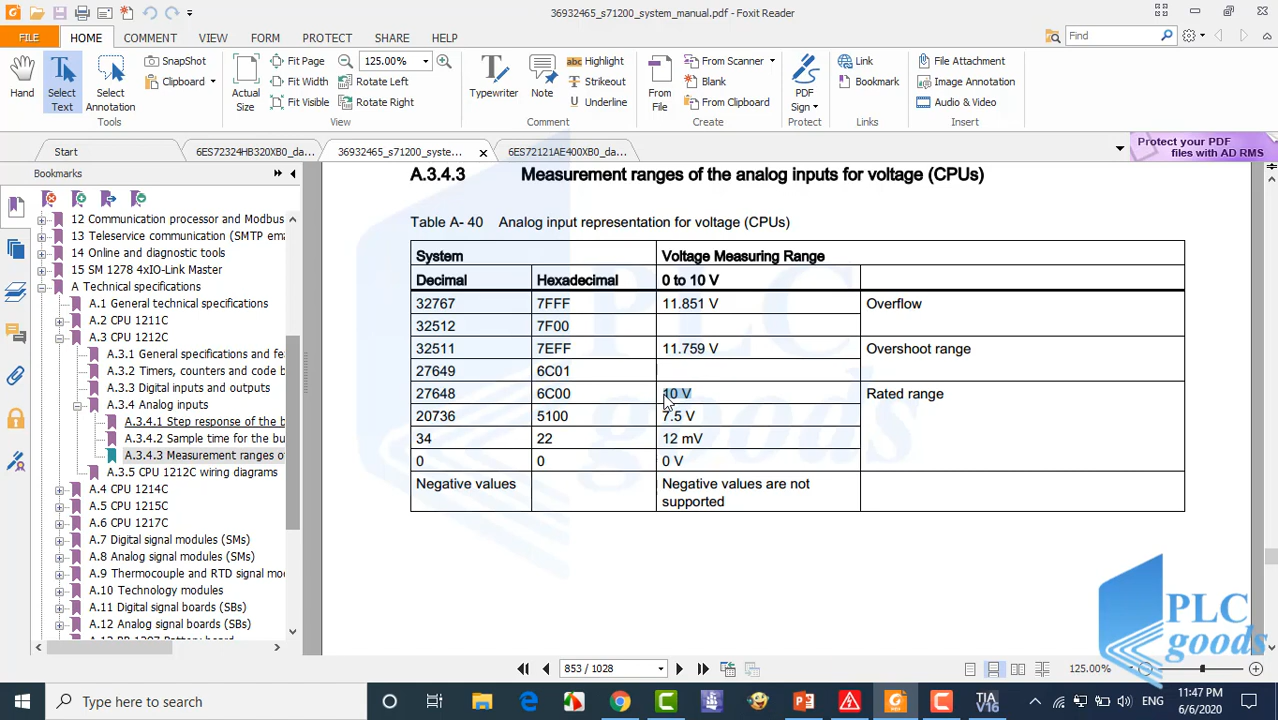 36932465_s71200_system_manual.pdf - Foxit Reader
FILE HOME COMMENT VIEW FORM PROTECT SHARE HELP
Find
Hand
Select Text
Select Annotation
SnapShot
Clipboard
Tools
Actual Size
Fit Page
Fit Width
Fit Visible
125.00%
Rotate Left
Rotate Right
View
Typewriter
Note
Highlight
Strikeout
Underline
Comment
From File
From Scanner
Blank
From Clipboard
Create
PDF Sign
Protect
Link
Bookmark
Links
File Attachment
Image Annotation
Audio & Video
Insert
Start
6ES72324HB320XB0_da...
36932465_s71200_syste...
6ES72121AE400XB0_da...
Protect your PDF
files with AD RMS
Bookmarks
12 Communication processor and Modbus
13 Teleservice communication (SMTP ema
14 Online and diagnostic tools
15 SM 1278 4xIO-Link Master
A Technical specifications
A.1 General technical specifications
A.2 CPU 1211C
A.3 CPU 1212C
A.3.1 General specifications and fe
A.3.2 Timers, counters and code b
A.3.3 Digital inputs and outputs
A.3.4 Analog inputs
A.3.4.1 Step response of the b
A.3.4.2 Sample time for the bu
A.3.4.3 Measurement ranges of
A.3.5 CPU 1212C wiring diagrams
A.4 CPU 1214C
A.5 CPU 1215C
A.6 CPU 1217C
A.7 Digital signal modules (SMs)
A.8 Analog signal modules (SMs)
A.9 Thermocouple and RTD signal mo
A.10 Technology modules
A.11 Digital signal boards (SBs)
A.12 Analog signal boards (SBs)
A.13 BB 1297 Battery board
A.3.4.3 Measurement ranges of the analog inputs for voltage (CPUs)
Table A- 40 Analog input representation for voltage (CPUs)
System Voltage Measuring Range
Decimal Hexadecimal 0 to 10 V
32767 7FFF 11.851 V Overflow
32512 7F00
32511 7EFF 11.759 V Overshoot range
27649 6C01
27648 6C00 10 V Rated range
20736 5100 7.5 V
34 22 12 mV
0 0 0 V
Negative values Negative values are not
supported
PLC
goods
PLC
goods
853 / 1028
125.00%
Type here to search
TIA
V16
11:47 PM
6/6/2020